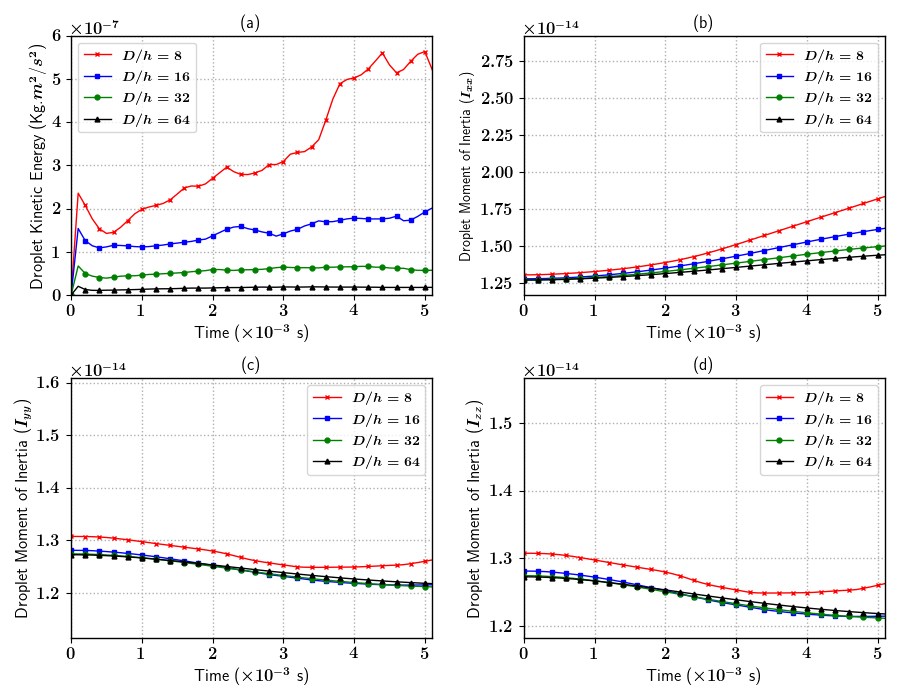 (a)
×10⁻⁷
Droplet Kinetic Energy (Kg.m²/s²)
6
5
4
3
2
1
0
D/h = 8
D/h = 16
D/h = 32
D/h = 64
0 1 2 3 4 5
Time (×10⁻³ s)
(b)
×10⁻¹⁴
Droplet Moment of Inertia (Iₓₓ)
2.75
2.50
2.25
2.00
1.75
1.50
1.25
D/h = 8
D/h = 16
D/h = 32
D/h = 64
0 1 2 3 4 5
Time (×10⁻³ s)
(c)
×10⁻¹⁴
Droplet Moment of Inertia (I_yy)
1.6
1.5
1.4
1.3
1.2
D/h = 8
D/h = 16
D/h = 32
D/h = 64
0 1 2 3 4 5
Time (×10⁻³ s)
(d)
×10⁻¹⁴
Droplet Moment of Inertia (I_zz)
1.5
1.4
1.3
1.2
D/h = 8
D/h = 16
D/h = 32
D/h = 64
0 1 2 3 4 5
Time (×10⁻³ s)